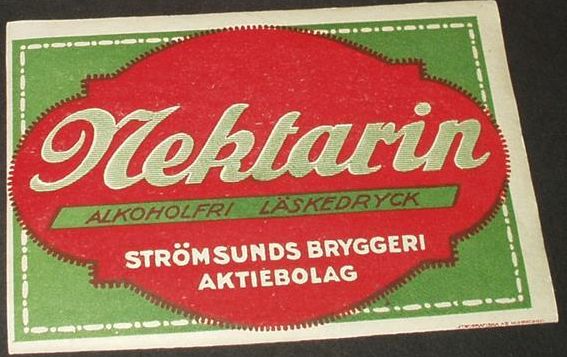 Nektarin
ALKOHOLFRI LÄSKEDRYCK
STRÖMSUNDS BRYGGERI
AKTIEBOLAG